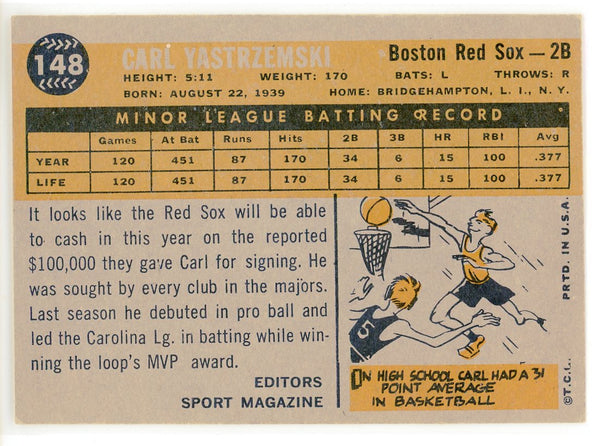 148
CARL YASTRZEMSKI
Boston Red Sox — 2B
HEIGHT: 5:11 WEIGHT: 170 BATS: L THROWS: R
BORN: AUGUST 22, 1939 HOME: BRIDGEHAMPTON, L. I., N. Y.
MINOR LEAGUE BATTING RECORD
Games At Bat Runs Hits 2B 3B HR RBI Avg
YEAR 120 451 87 170 34 6 15 100 .377
LIFE 120 451 87 170 34 6 15 100 .377
It looks like the Red Sox will be able
to cash in this year on the reported
$100,000 they gave Carl for signing. He
was sought by every club in the majors.
Last season he debuted in pro ball and
led the Carolina Lg. in batting while win-
ning the loop's MVP award.
EDITORS
SPORT MAGAZINE
5
ON HIGH SCHOOL CARL HAD A 31
POINT AVERAGE
IN BASKETBALL
PRTD. IN U.S.A.
©T.C.G.